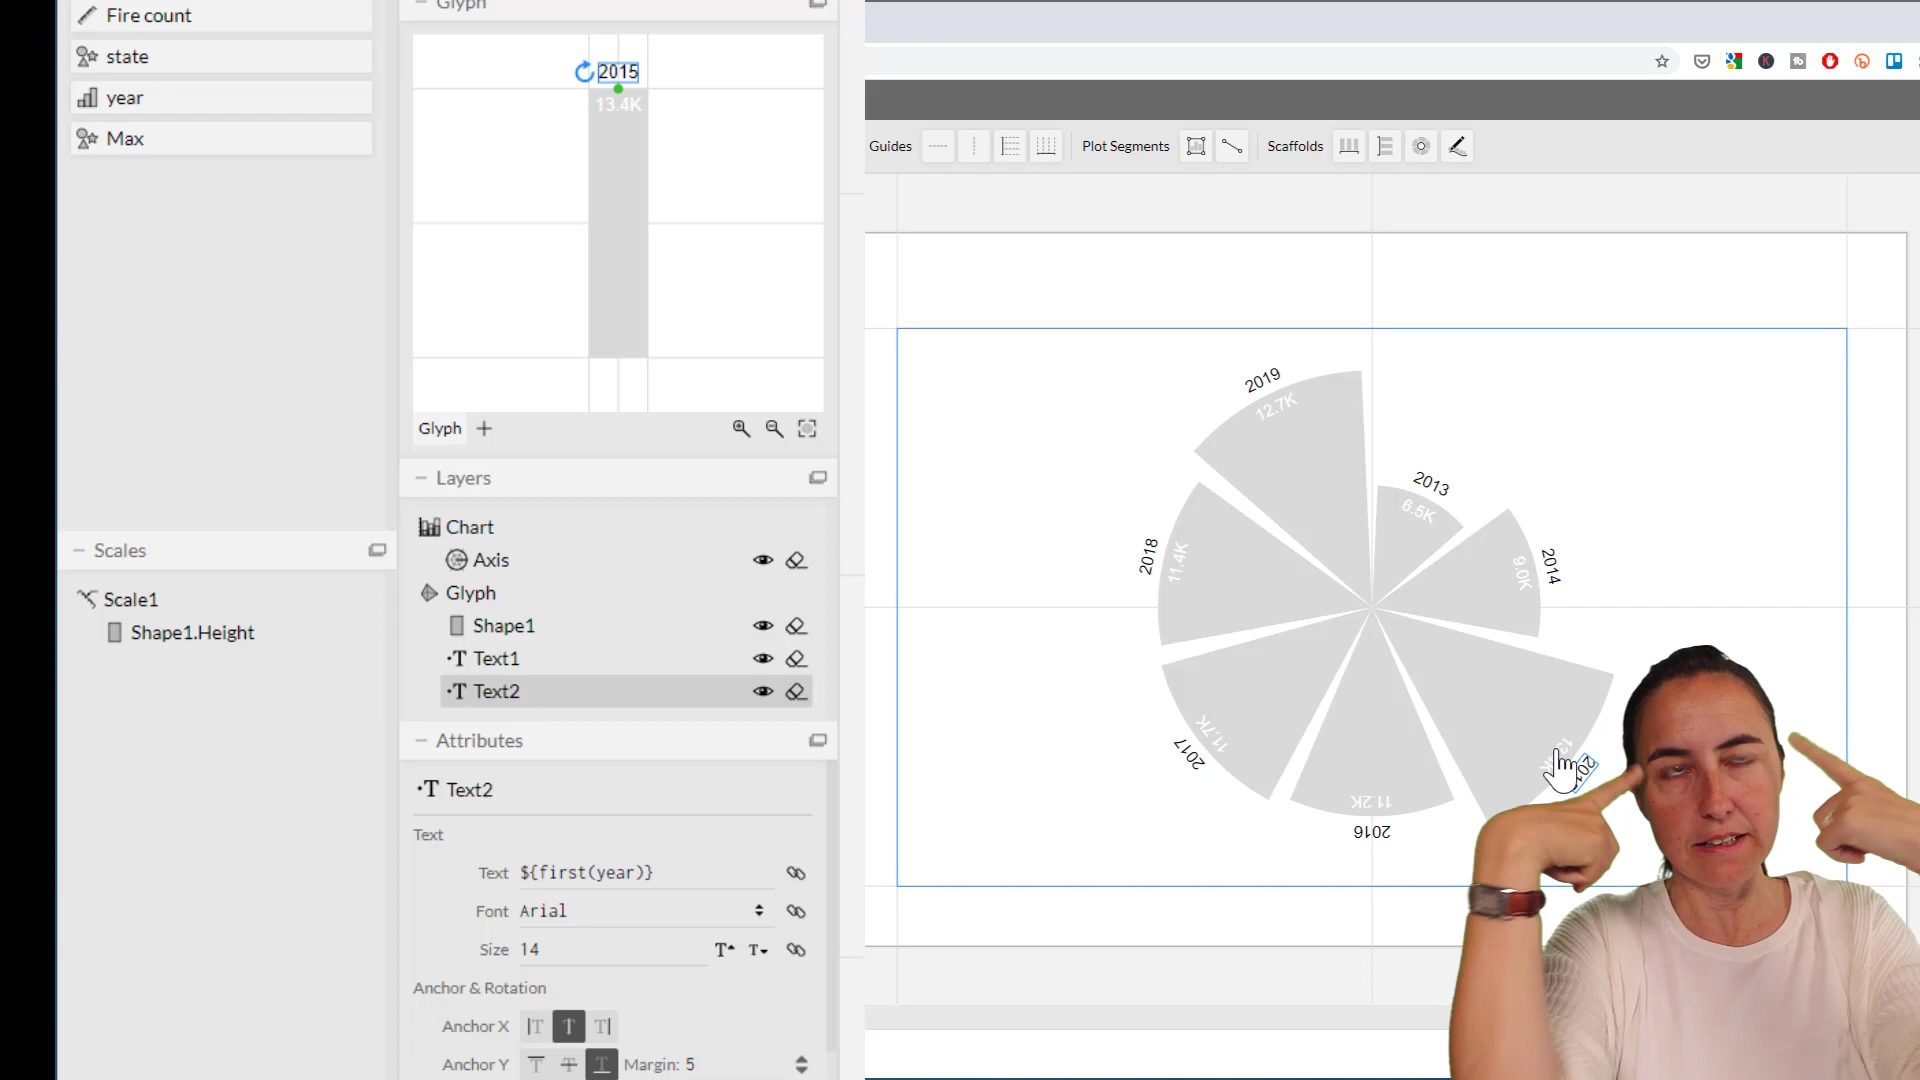 Fire count
state
year
Max
Scales
Scale1
Shape1.Height
Glyph
2015
13.4K
Glyph
Layers
Chart
Axis
Glyph
Shape1
Text1
Text2
Attributes
Text2
Text
Text ${first(year)}
Font Arial
Size 14
Anchor & Rotation
Anchor X
Anchor Y Margin: 5
Guides Plot Segments Scaffolds
2019
12.7K
2013
6.5K
2014
9.0K
2018
11.4K
2017
11.7K
11.2K
2016